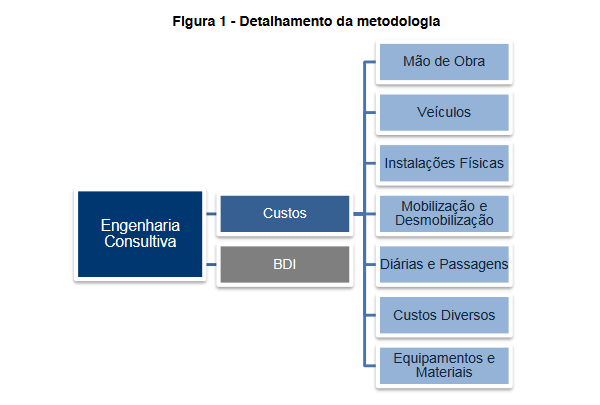 Figura 1 - Detalhamento da metodologia
Engenharia
Consultiva
Custos
BDI
Mão de Obra
Veículos
Instalações Físicas
Mobilização e
Desmobilização
Diárias e Passagens
Custos Diversos
Equipamentos e
Materiais